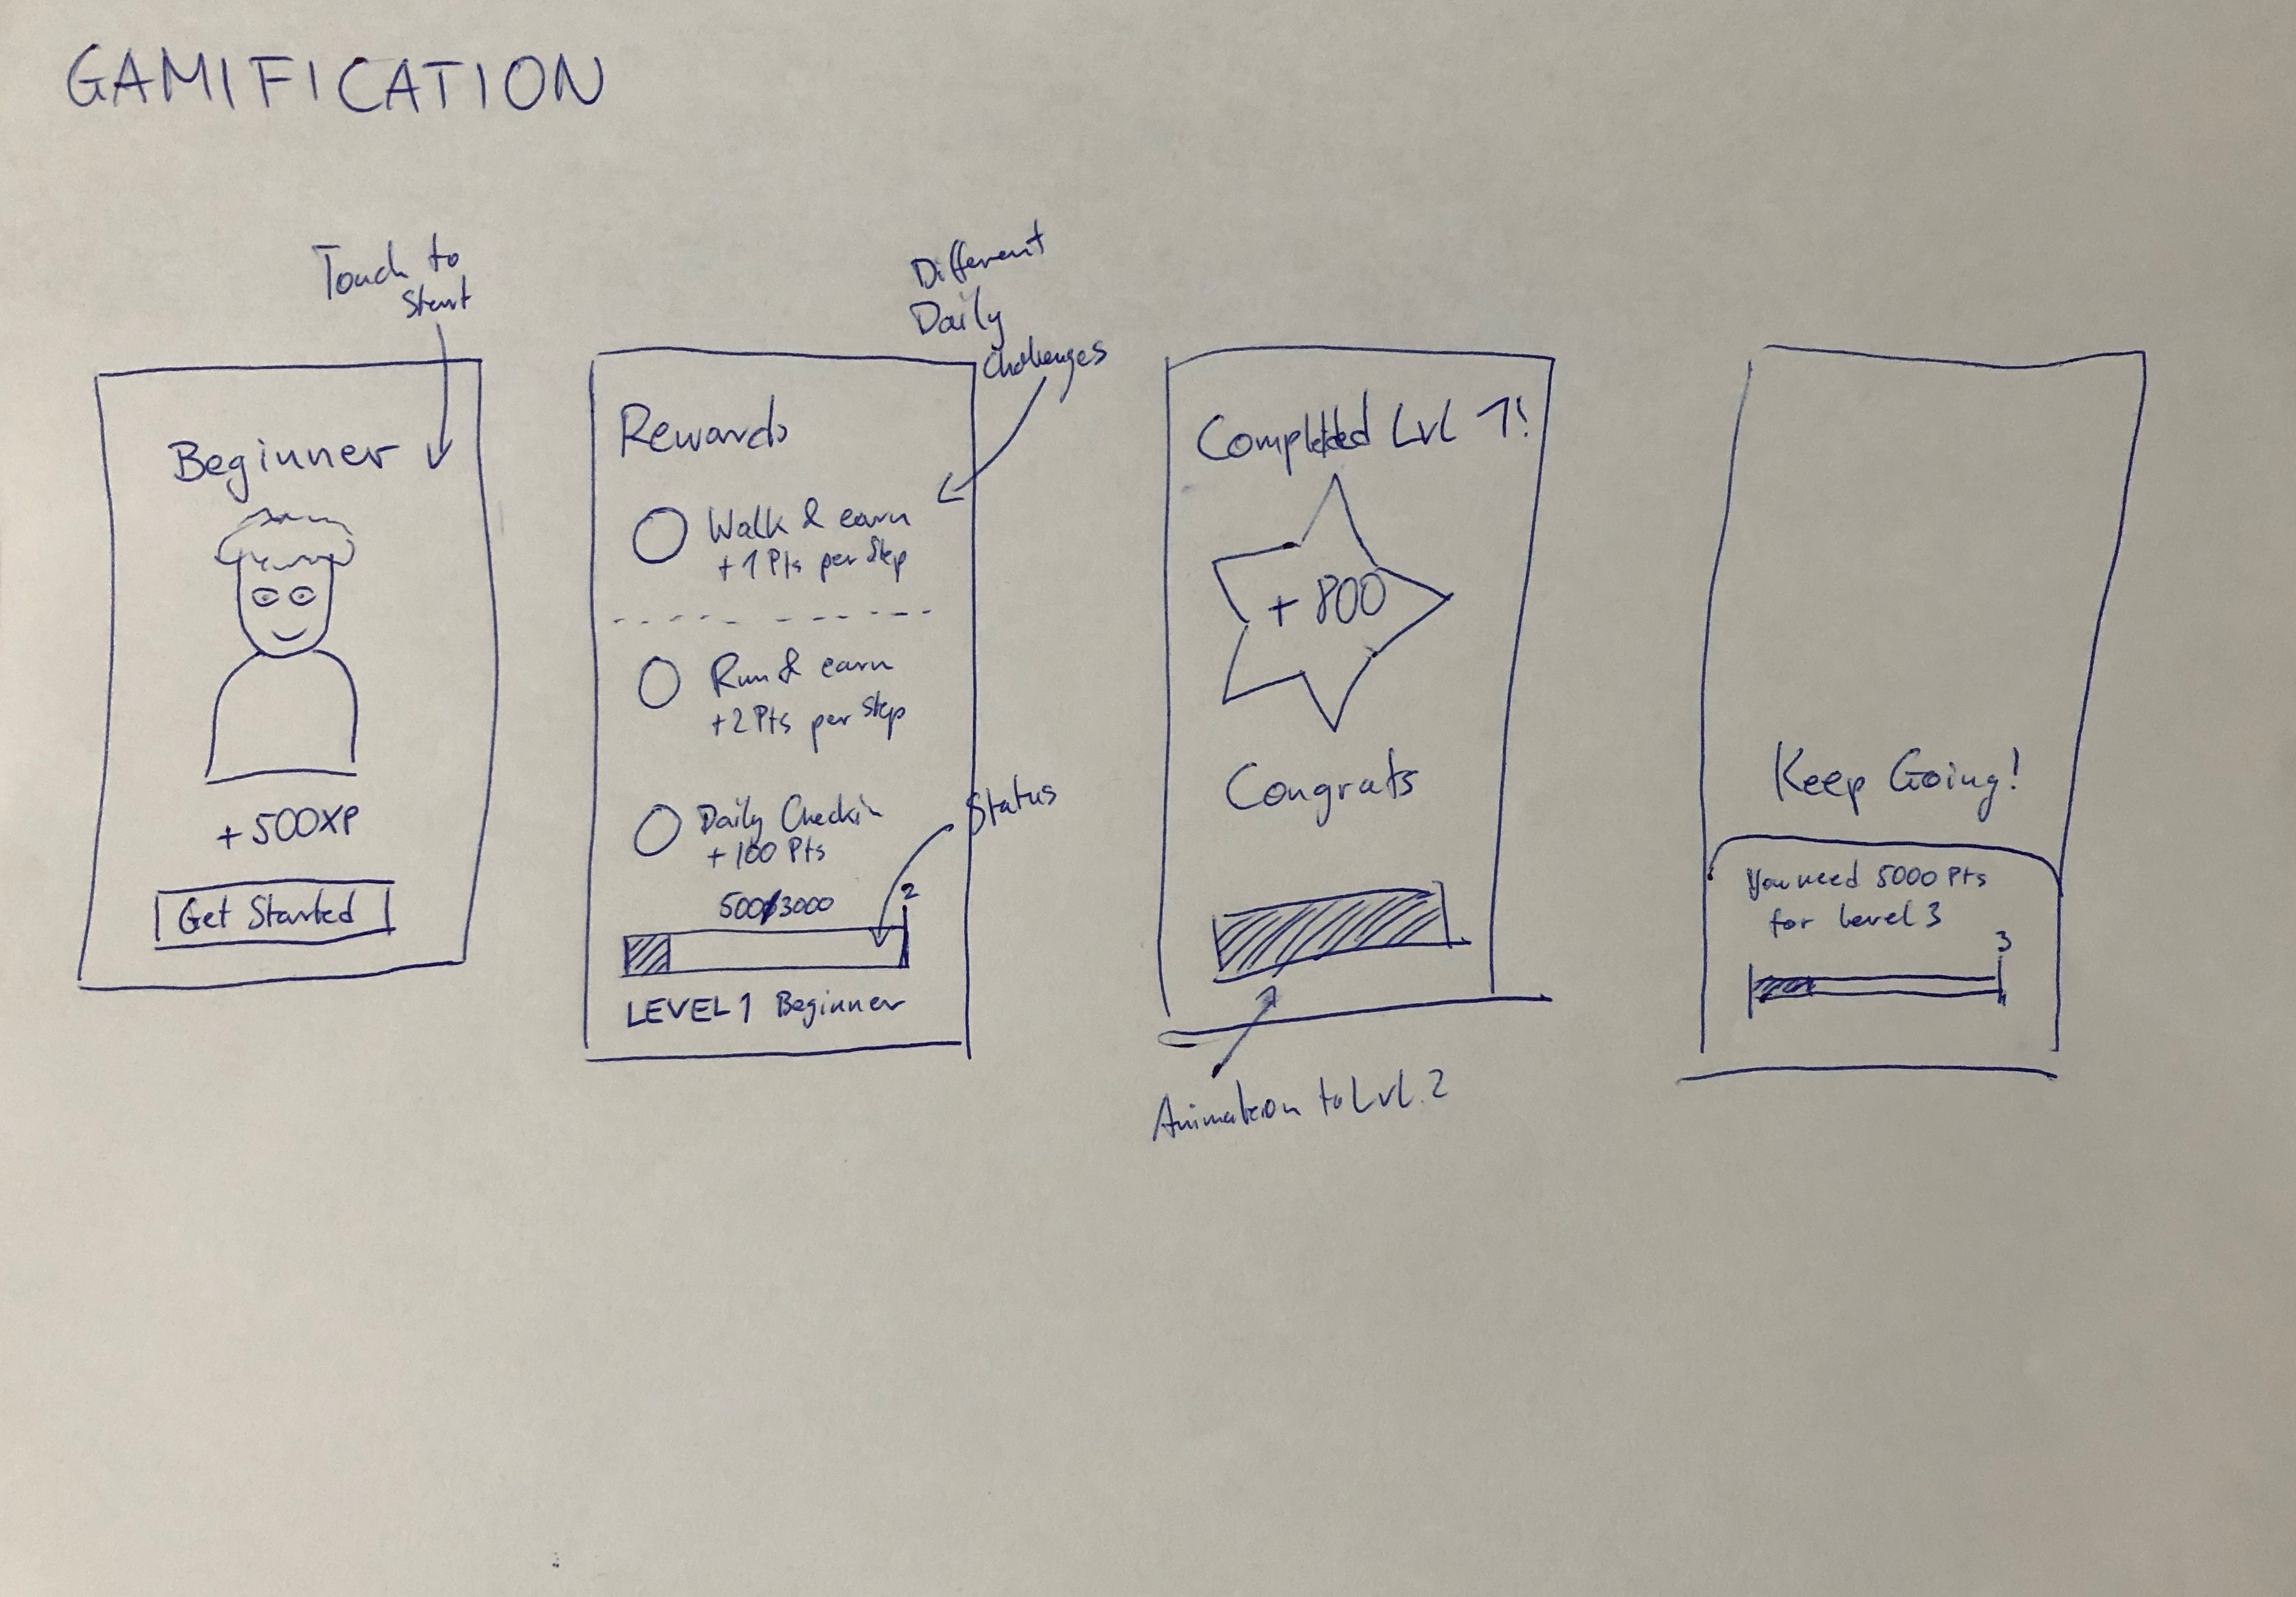 GAMIFICATION
Touch to
start
Beginner
+ 500XP
Get Started
Different
Daily
Challenges
Rewards
Walk & earn
+ 1 Pts per Step
Run & earn
+2 Pts per Step
Daily Checkin
+ 100 Pts
Status
500/3000
2
LEVEL 1 Beginner
Completed Lvl 1!
+ 800
Congrats
Animation to Lvl. 2
Keep Going!
You need 5000 Pts
for Level 3
3